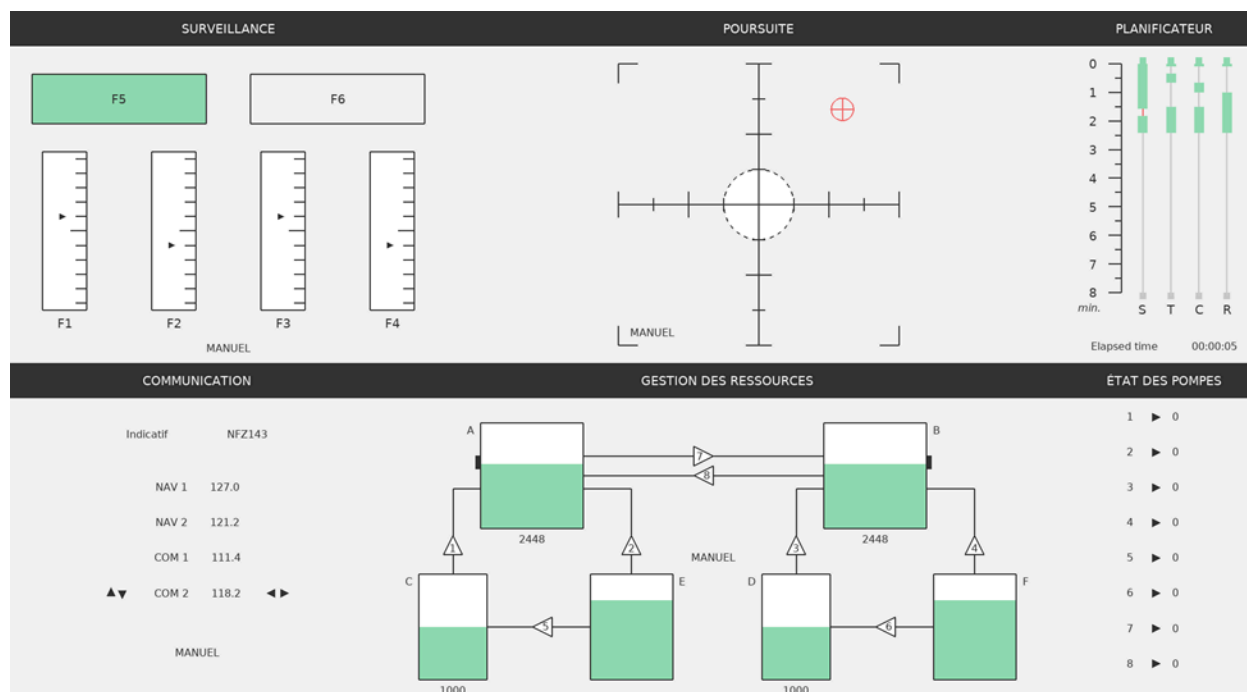 SURVEILLANCE
F5
F6
F1
F2
F3
F4
MANUEL
POURSUITE
MANUEL
PLANIFICATEUR
0
1
2
3
4
5
6
7
8
min.
S T C R
Elapsed time 00:00:05
COMMUNICATION
Indicatif NFZ143
NAV 1 127.0
NAV 2 121.2
COM 1 111.4
COM 2 118.2
MANUEL
GESTION DES RESSOURCES
A
B
7
8
2448
2448
1
2
MANUEL
3
4
C
E
D
F
5
6
1000
1000
ÉTAT DES POMPES
1 ► 0
2 ► 0
3 ► 0
4 ► 0
5 ► 0
6 ► 0
7 ► 0
8 ► 0